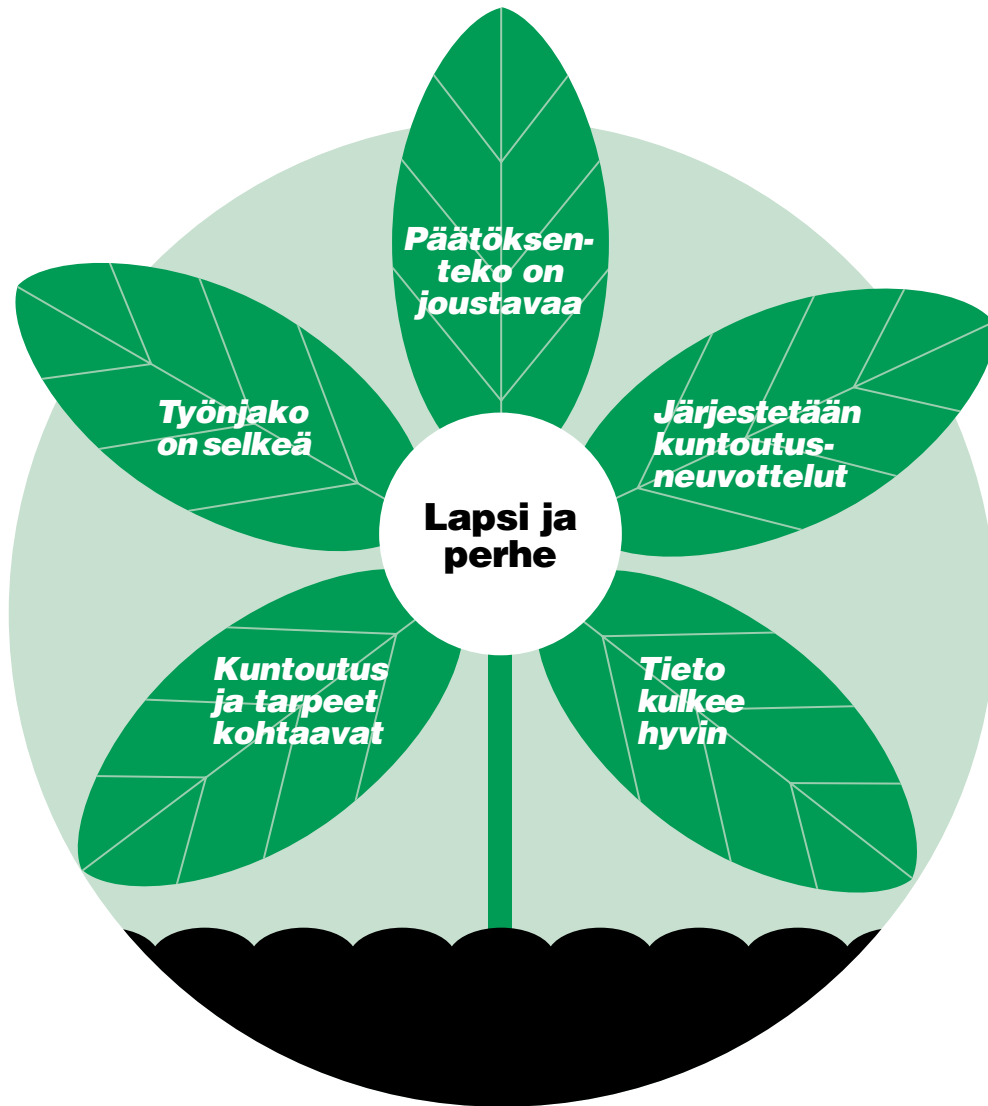 Päätöksen-
teko on
joustavaa
Työnjako
on selkeä
Järjestetään
kuntoutus-
neuvottelut
Lapsi ja
perhe
Kuntoutus
ja tarpeet
kohtaavat
Tieto
kulkee
hyvin